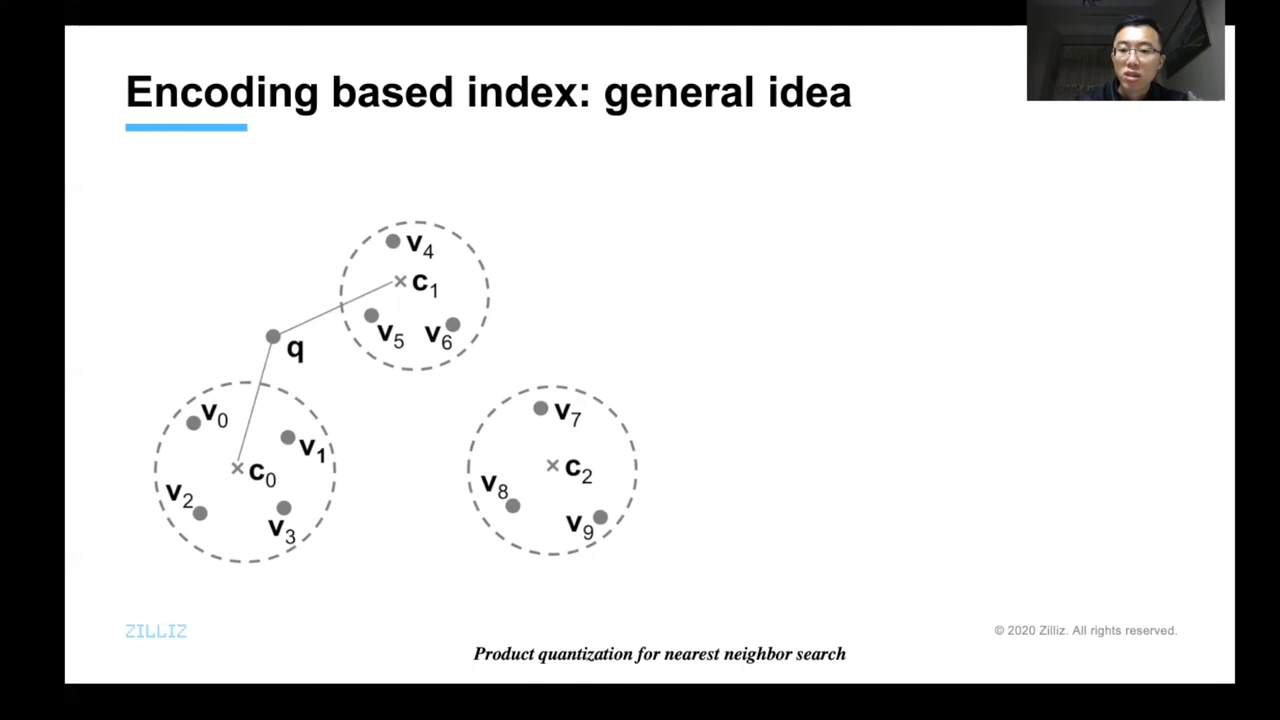 Encoding based index: general idea
v4
c1
v5 v6
q
v0
v1
c0
v2
v3
v7
c2
v8
v9
ZILLIZ
© 2020 Zilliz. All rights reserved.
Product quantization for nearest neighbor search